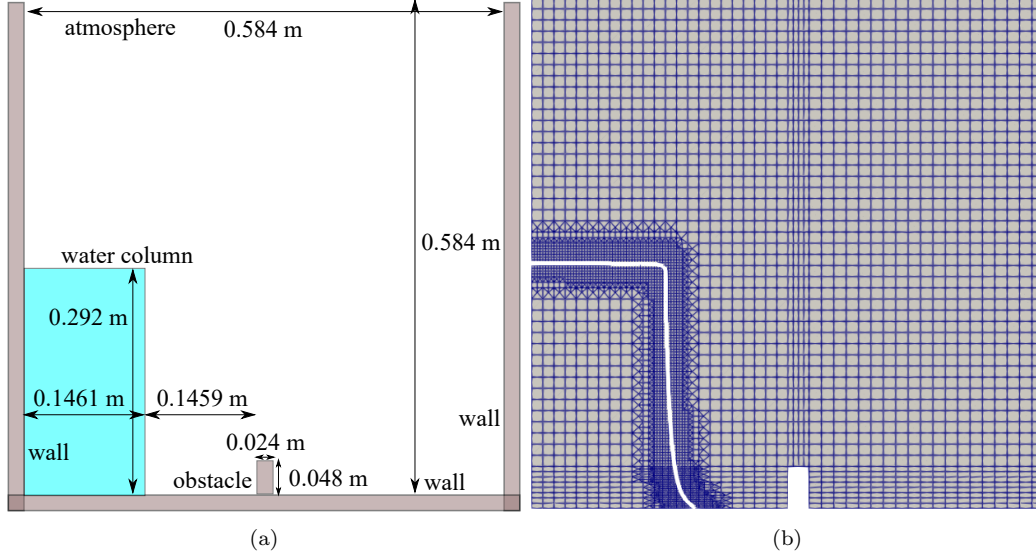 atmosphere
0.584 m
0.584 m
water column
0.292 m
0.1461 m
0.1459 m
wall
wall
0.024 m
obstacle
0.048 m
wall
(a)
(b)